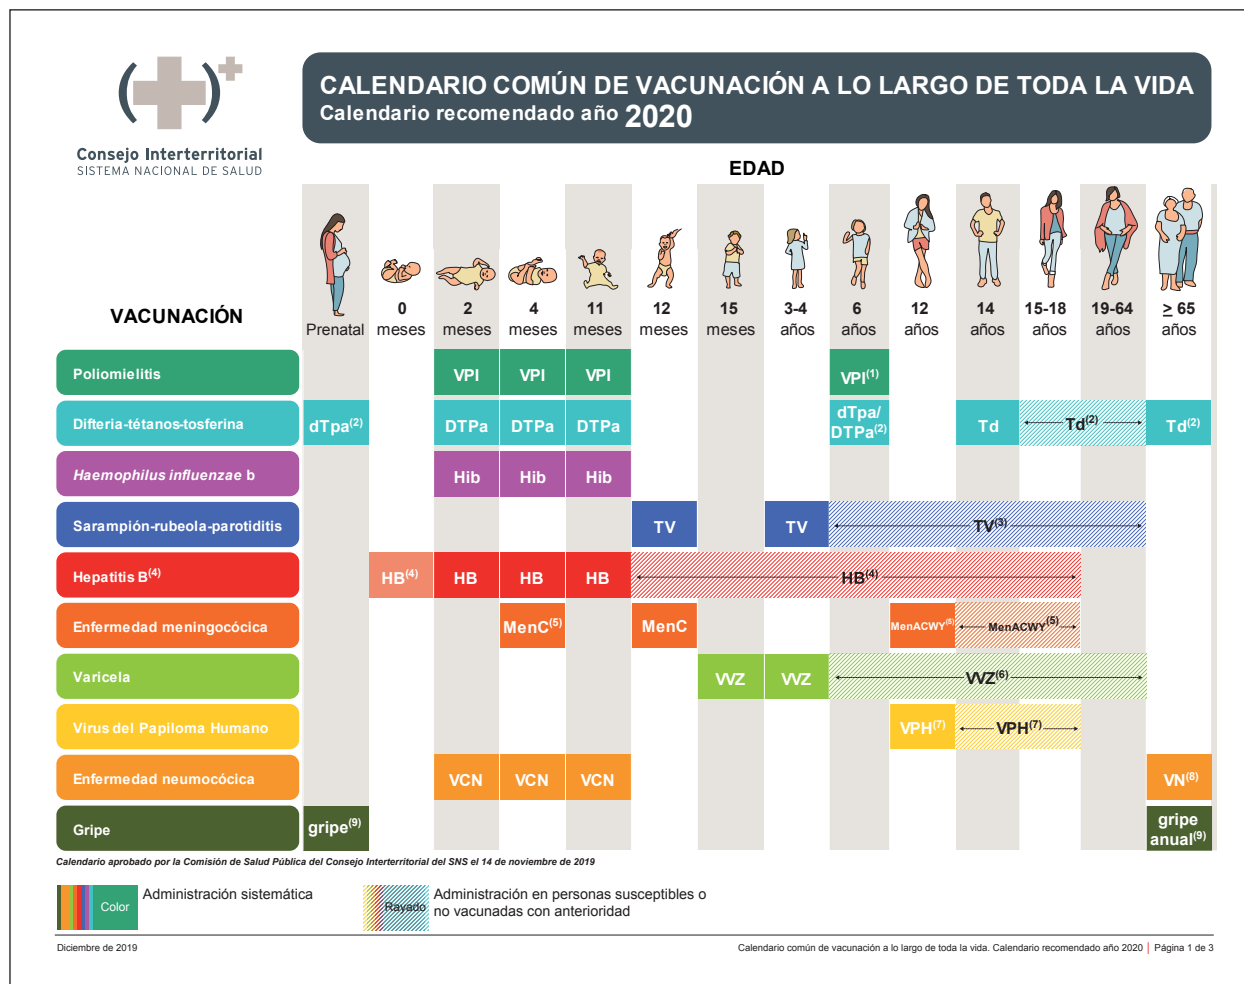 CALENDARIO COMÚN DE VACUNACIÓN A LO LARGO DE TODA LA VIDA
Calendario recomendado año 2020
Consejo Interterritorial
SISTEMA NACIONAL DE SALUD
EDAD
VACUNACIÓN
Prenatal
0 meses
2 meses
4 meses
11 meses
12 meses
15 meses
3-4 años
6 años
12 años
14 años
15-18 años
19-64 años
≥ 65 años
Poliomielitis VPI VPI VPI VPI(1)
Difteria-tétanos-tosferina dTpa(2) DTPa DTPa DTPa dTpa/ DTPa(2) Td Td(2) Td(2)
Haemophilus influenzae b Hib Hib Hib
Sarampión-rubeola-parotiditis TV TV TV(3)
Hepatitis B(4) HB(4) HB HB HB HB(4)
Enfermedad meningocócica MenC(5) MenC MenACWY(5) MenACWY(5)
Varicela VVZ VVZ VVZ(6)
Virus del Papiloma Humano VPH(7) VPH(7)
Enfermedad neumocócica VCN VCN VCN VN(8)
Gripe gripe(9) gripe anual(9)
Calendario aprobado por la Comisión de Salud Pública del Consejo Interterritorial del SNS el 14 de noviembre de 2019
Color Administración sistemática
Rayado Administración en personas susceptibles o
no vacunadas con anterioridad
Diciembre de 2019
Calendario común de vacunación a lo largo de toda la vida. Calendario recomendado año 2020 | Página 1 de 3